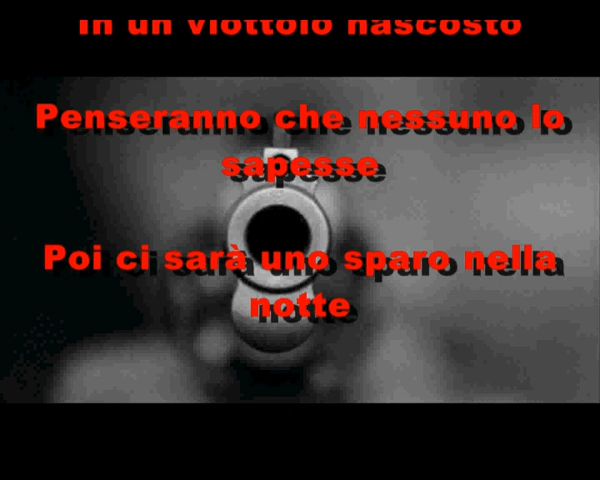 In un viottolo nascosto
Penseranno che nessuno lo
sapesse
Poi ci sarà uno sparo nella
notte